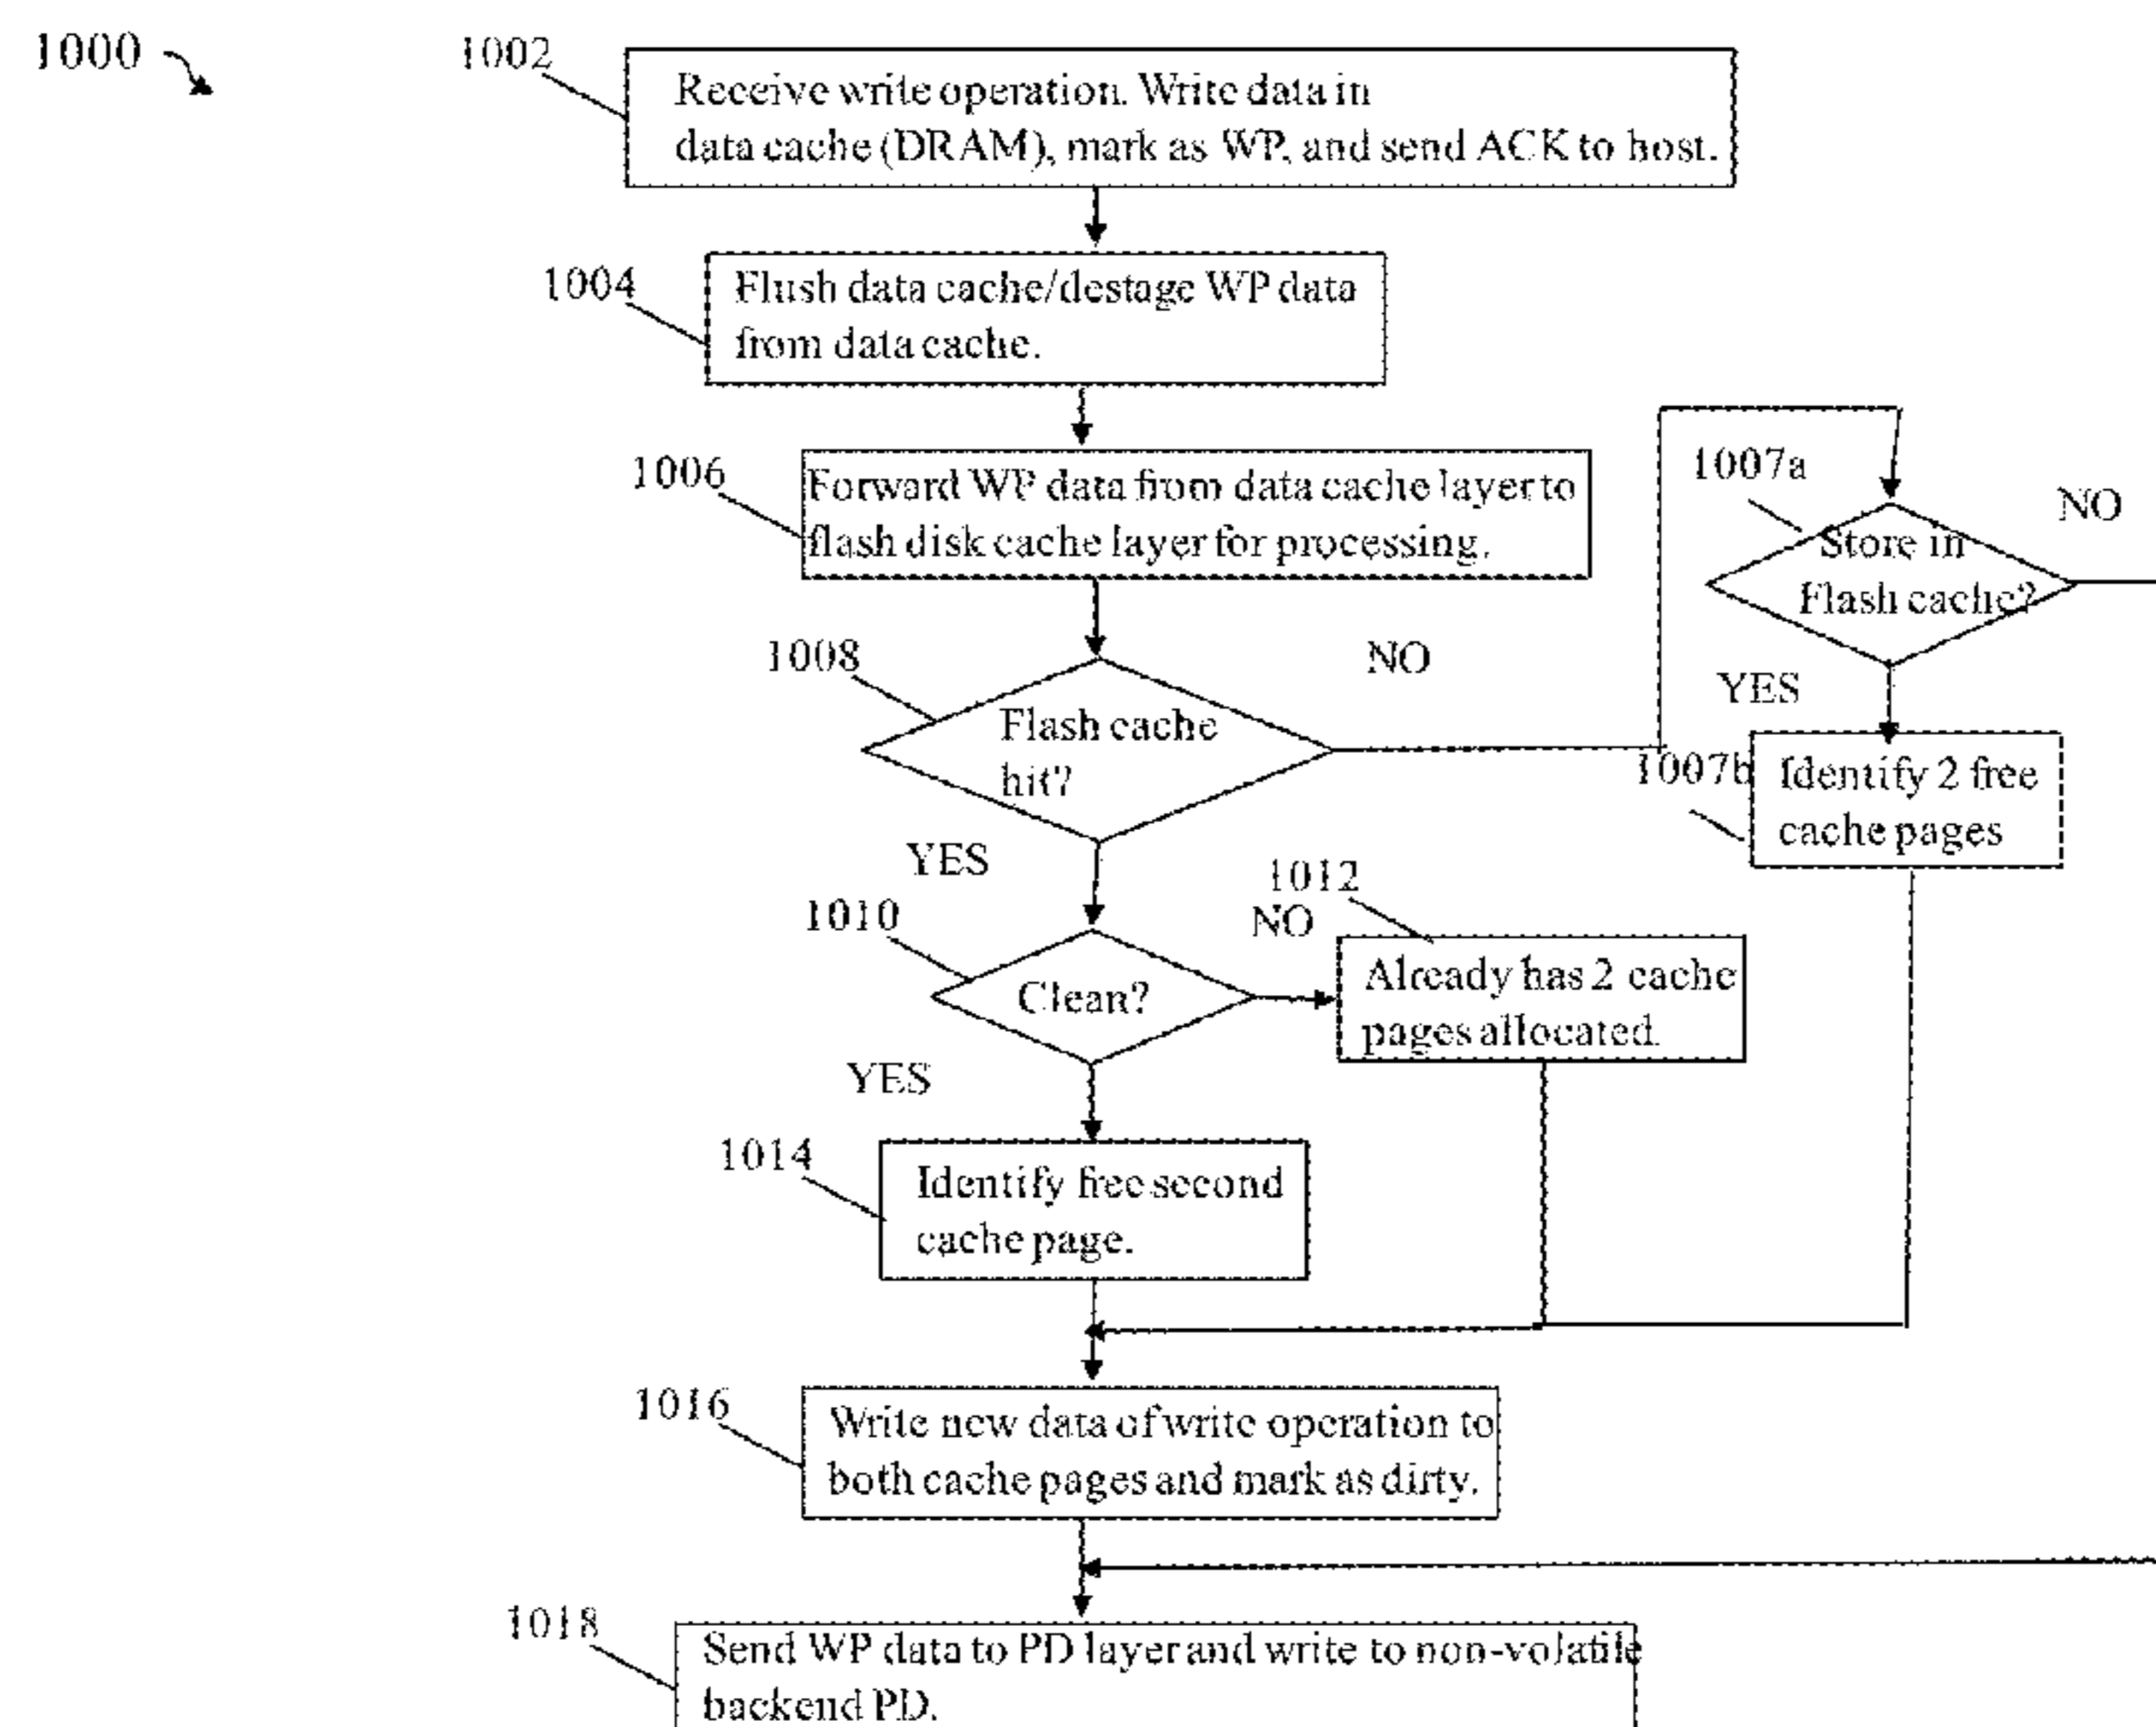 1000
1002
Receive write operation. Write data in
data cache (DRAM), mark as WP, and send ACK to host.
1004
Flush data cache/destage WP data
from data cache.
1006
Forward WP data from data cache layer to
flash disk cache layer for processing.
1007a
NO
Store in
Flash cache?
YES
1008
NO
Flash cache
hit?
YES
1007b
Identify 2 free
cache pages
1010
Clean?
NO
1012
Already has 2 cache
pages allocated.
YES
1014
Identify free second
cache page.
1016
Write new data of write operation to
both cache pages and mark as dirty.
1018
Send WP data to PD layer and write to non-volatile
backend PD.